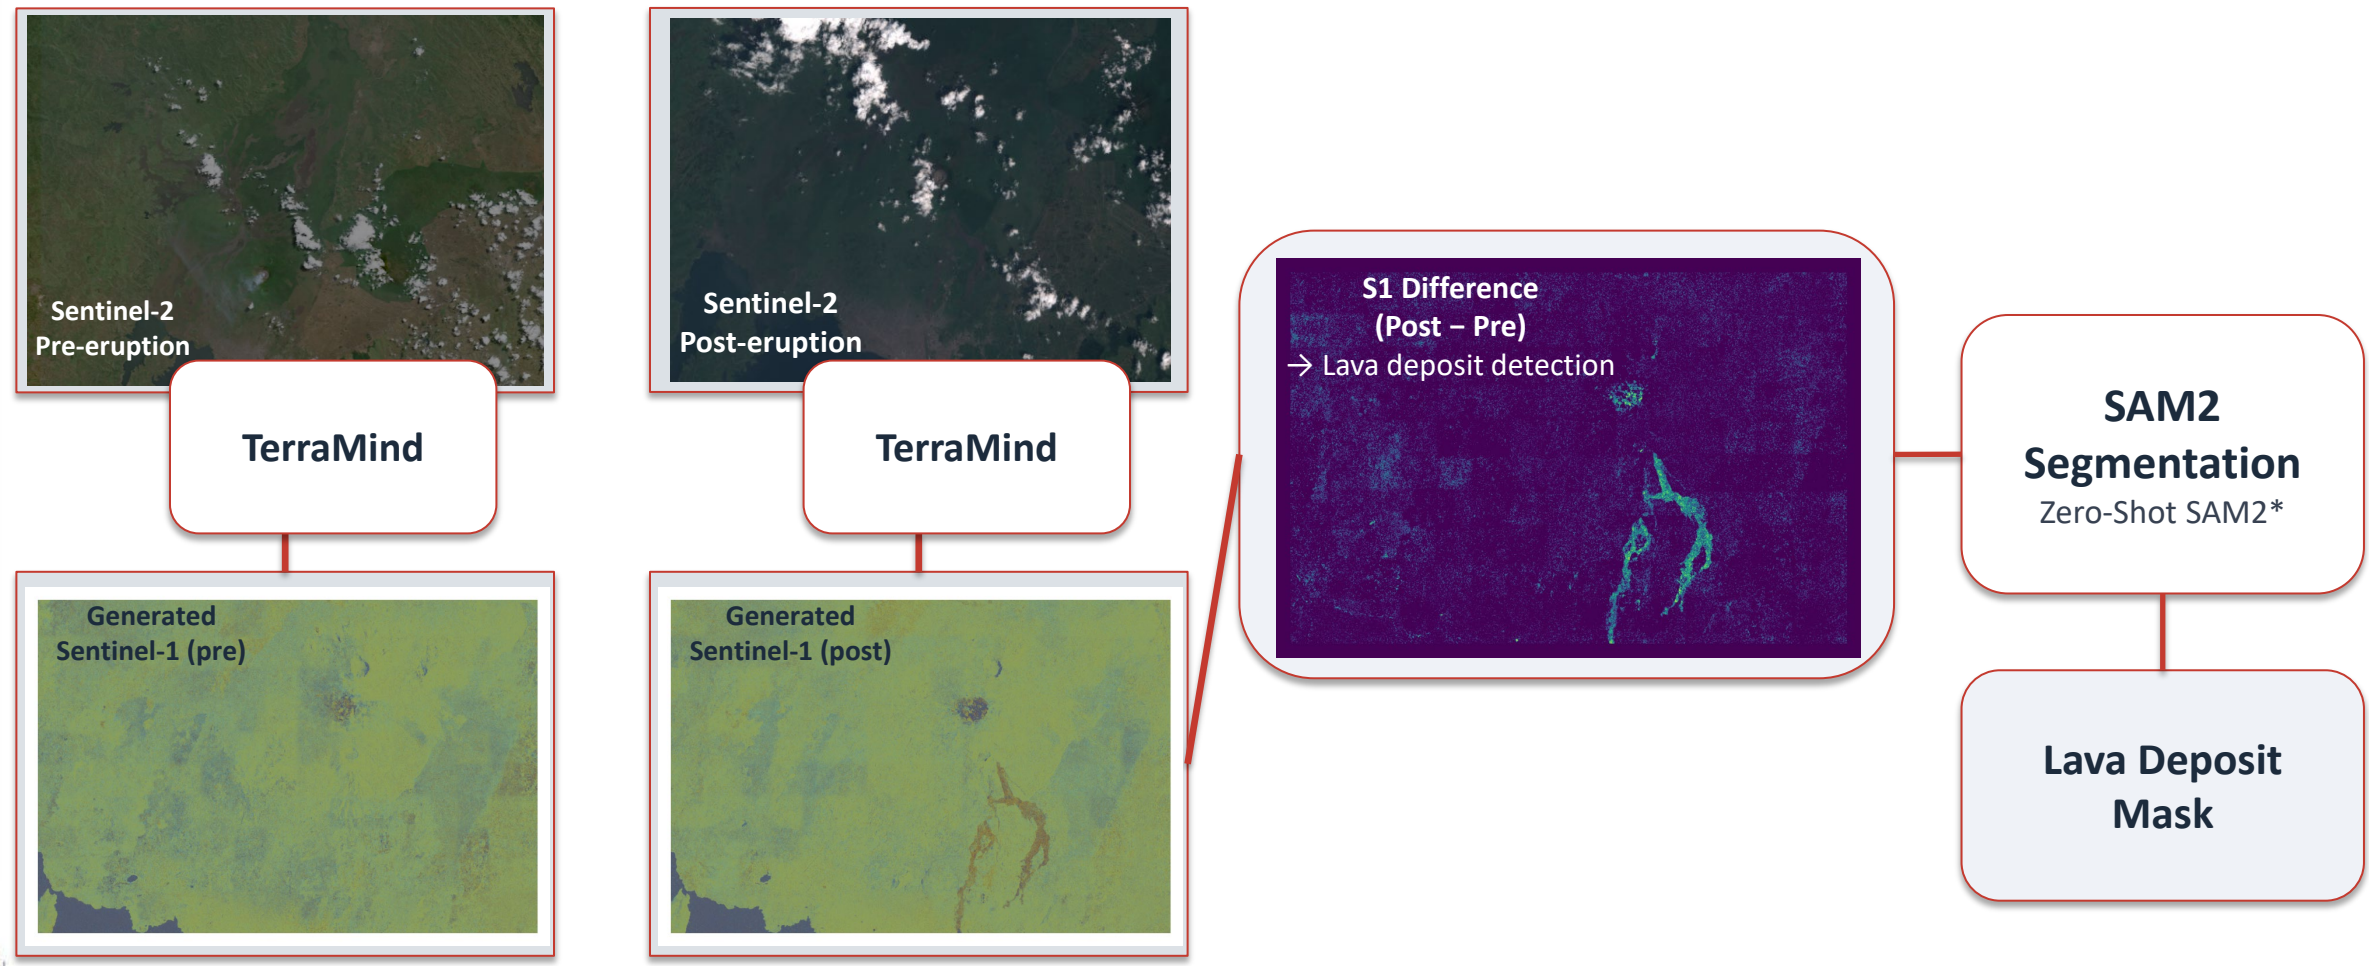 Sentinel-2
Pre-eruption
TerraMind
Generated
Sentinel-1 (pre)
Sentinel-2
Post-eruption
TerraMind
Generated
Sentinel-1 (post)
S1 Difference
(Post – Pre)
→ Lava deposit detection
SAM2
Segmentation
Zero-Shot SAM2*
Lava Deposit
Mask